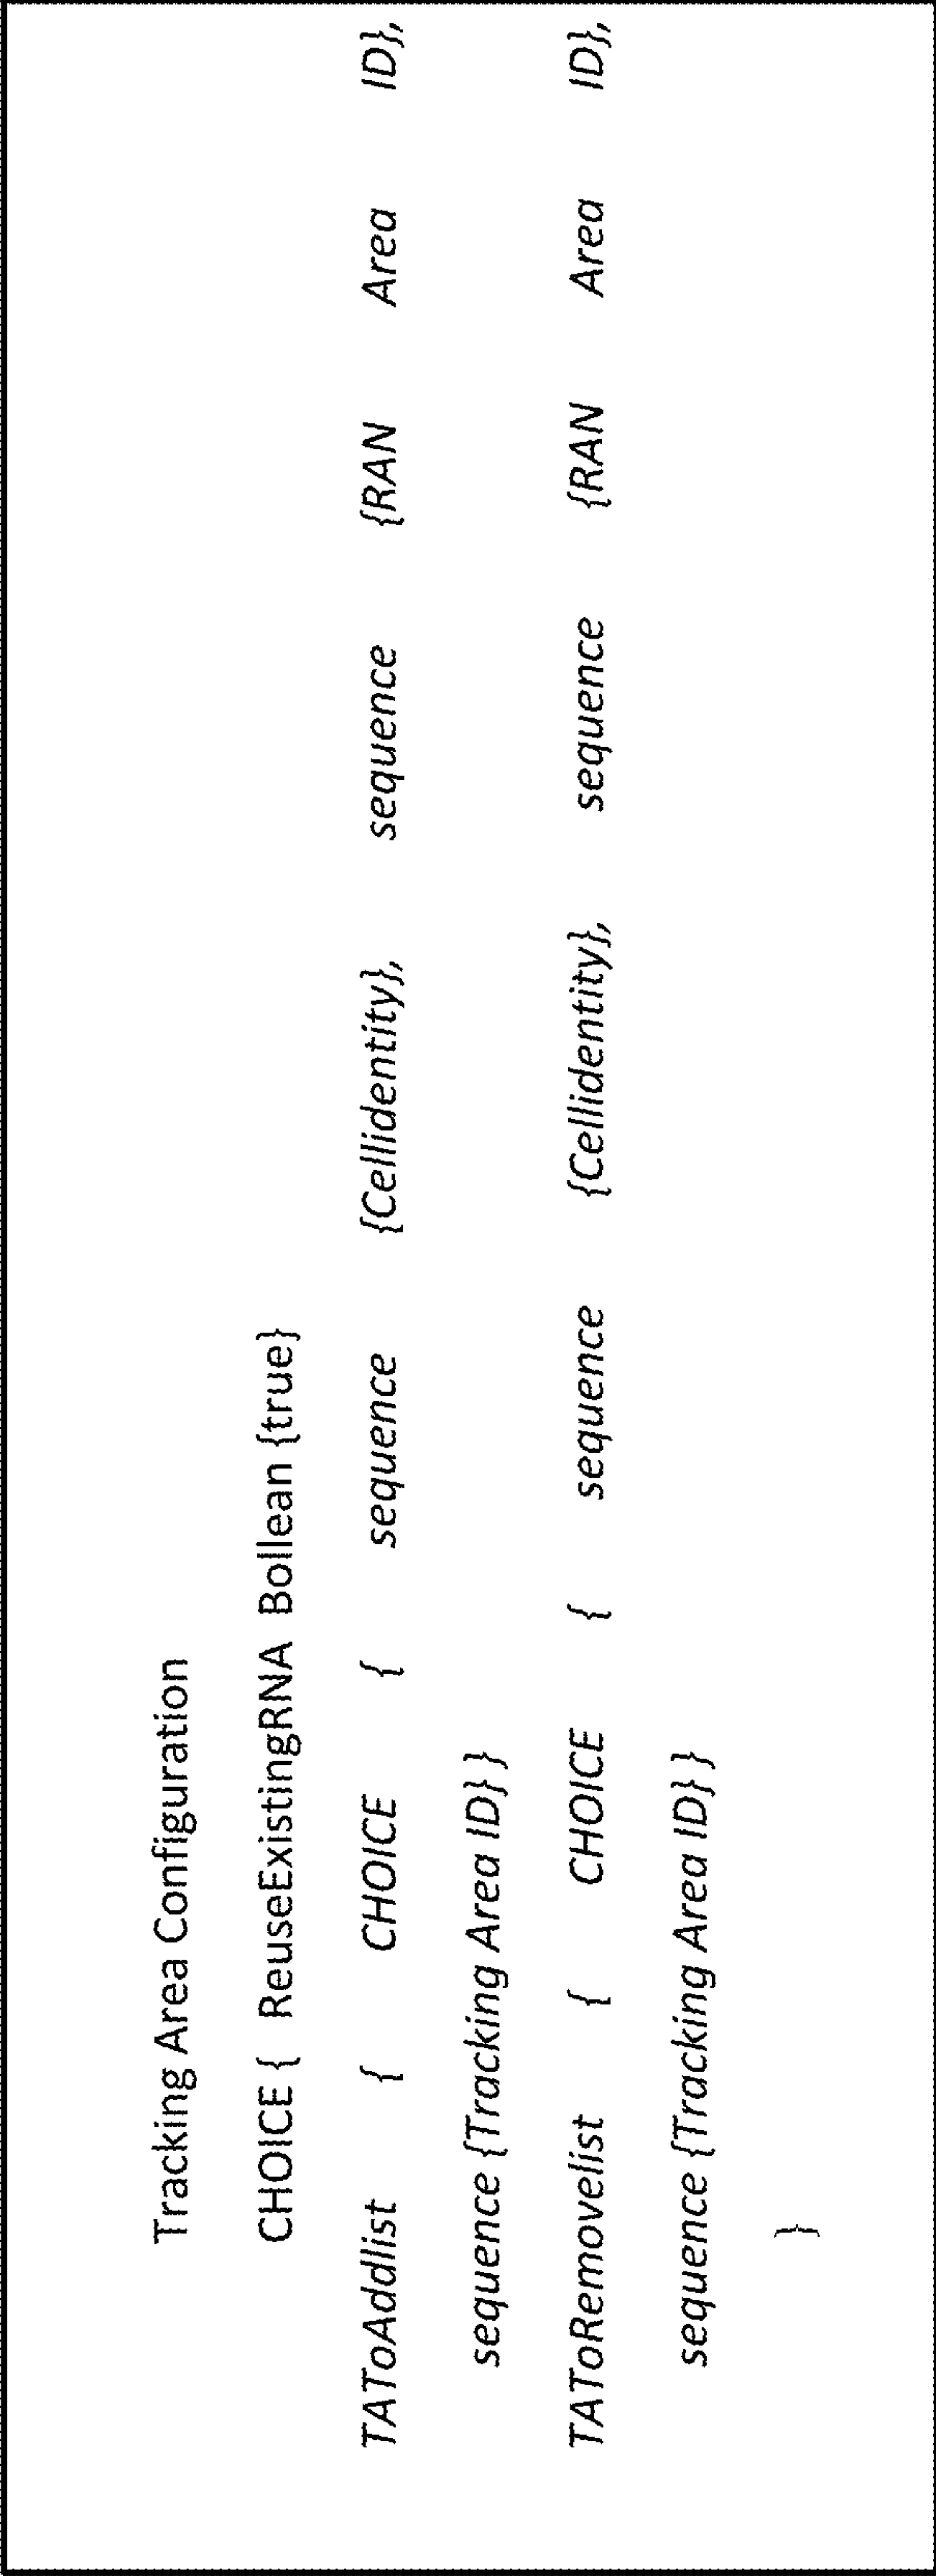 Tracking Area Configuration
CHOICE { ReuseExistingRNA Bollean {true}
TAToAddlist { CHOICE { sequence {Cellidentity}, sequence {RAN Area ID},
sequence {Tracking Area ID} }
TAToRemovelist { CHOICE { sequence {Cellidentity}, sequence {RAN Area ID},
sequence {Tracking Area ID} }
}